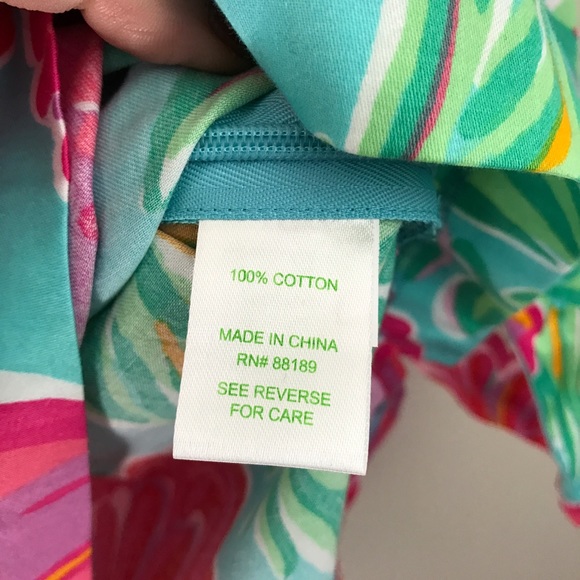 100% COTTON
MADE IN CHINA
RN# 88189
SEE REVERSE
FOR CARE